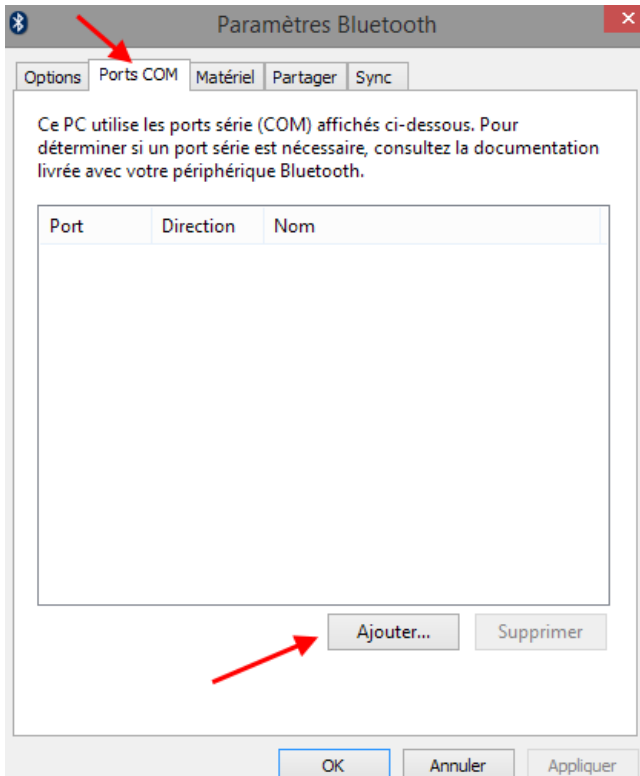 Paramètres Bluetooth
Options Ports COM Matériel Partager Sync
Ce PC utilise les ports série (COM) affichés ci-dessous. Pour
déterminer si un port série est nécessaire, consultez la documentation
livrée avec votre périphérique Bluetooth.
Port Direction Nom
Ajouter... Supprimer
OK Annuler Appliquer